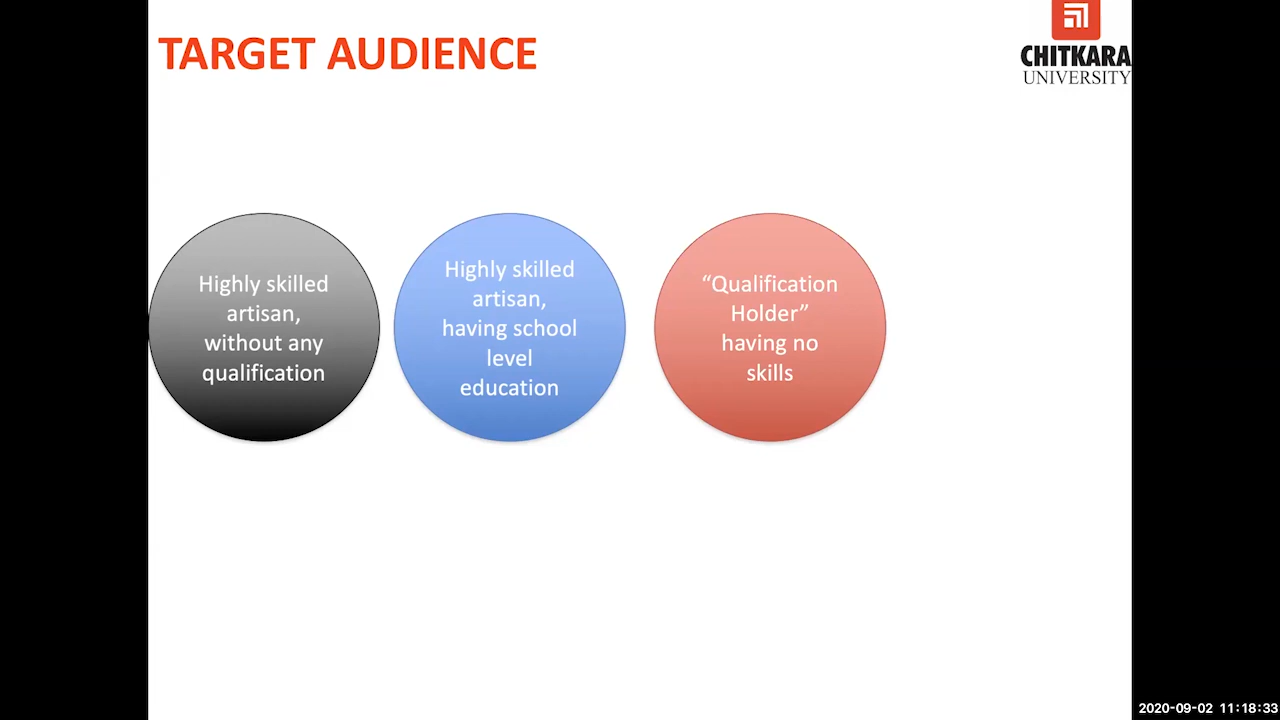 TARGET AUDIENCE
CHITKARA
UNIVERSITY
Highly skilled
artisan,
without any
qualification
Highly skilled
artisan,
having school
level
education
“Qualification
Holder”
having no
skills
2020-09-02 11:18:33